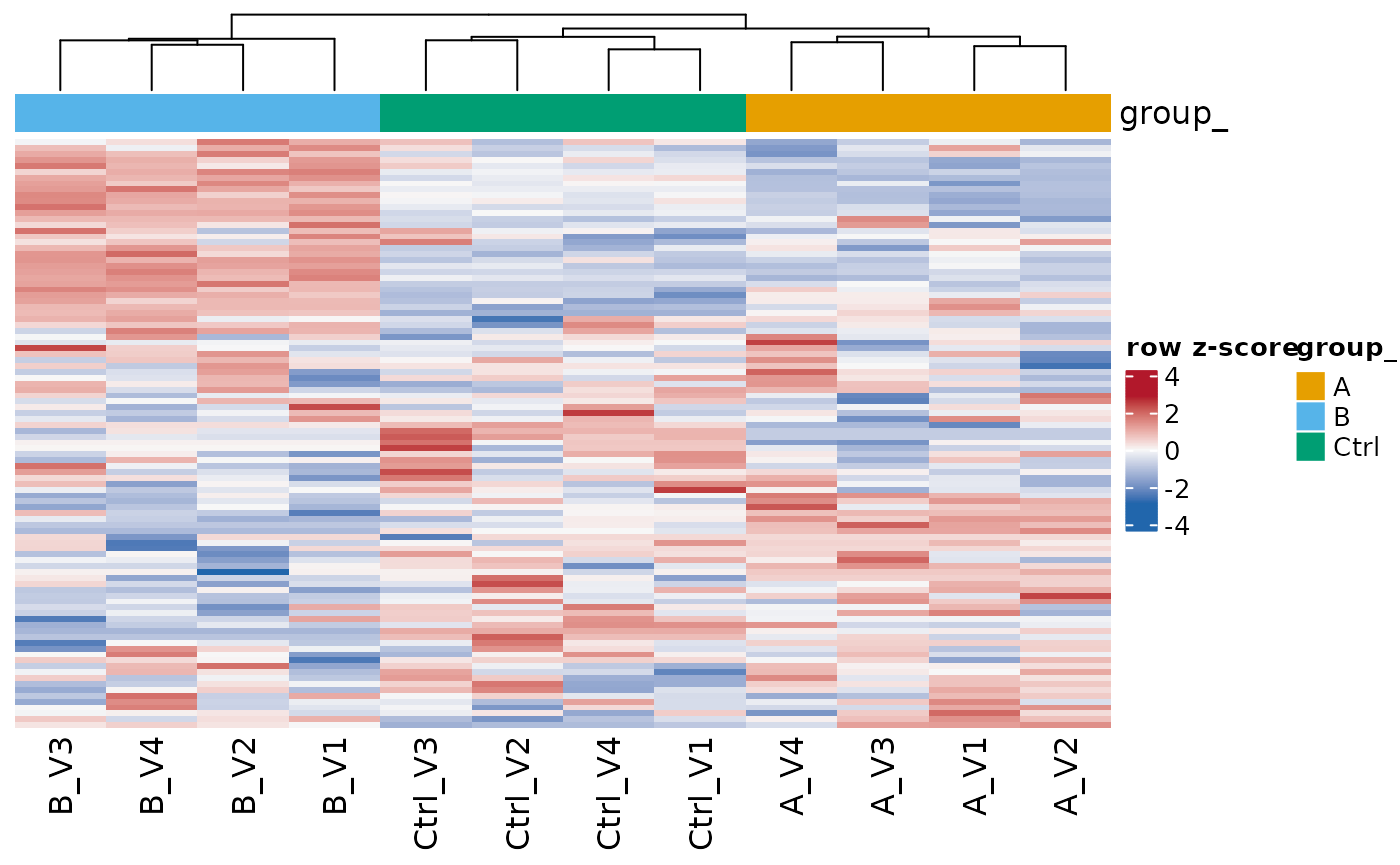 group_
row z-score
4
2
0
-2
-4
group_
A
B
Ctrl
B_V3
B_V4
B_V2
B_V1
Ctrl_V3
Ctrl_V2
Ctrl_V4
Ctrl_V1
A_V4
A_V3
A_V1
A_V2